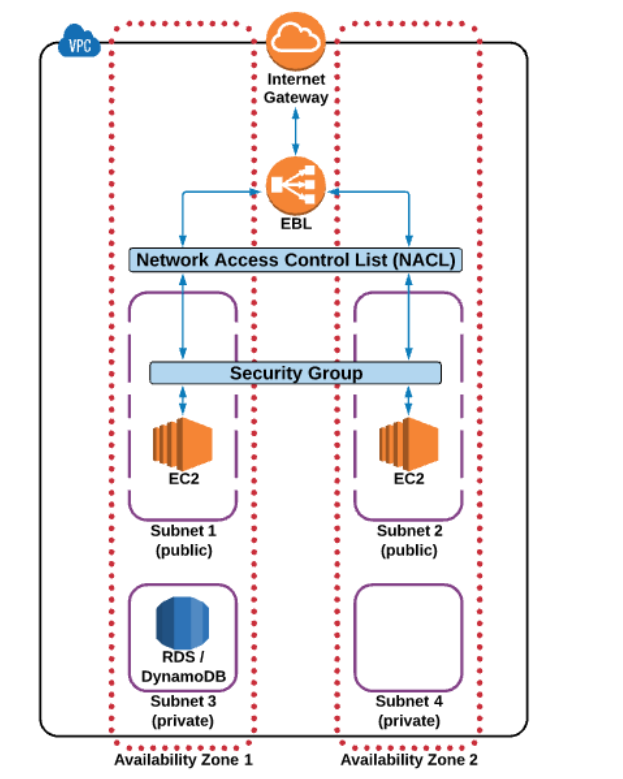 VPC
Internet
Gateway
EBL
Network Access Control List (NACL)
Security Group
EC2
EC2
Subnet 1
(public)
Subnet 2
(public)
RDS /
DynamoDB
Subnet 3
(private)
Subnet 4
(private)
Availability Zone 1
Availability Zone 2